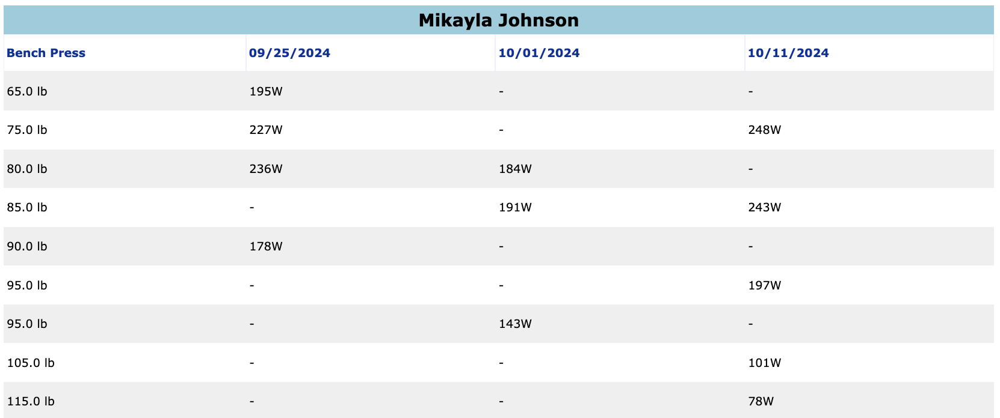 Mikayla Johnson
Bench Press 09/25/2024 10/01/2024 10/11/2024
65.0 lb 195W - -
75.0 lb 227W - 248W
80.0 lb 236W 184W -
85.0 lb - 191W 243W
90.0 lb 178W - -
95.0 lb - - 197W
95.0 lb - 143W -
105.0 lb - - 101W
115.0 lb - - 78W